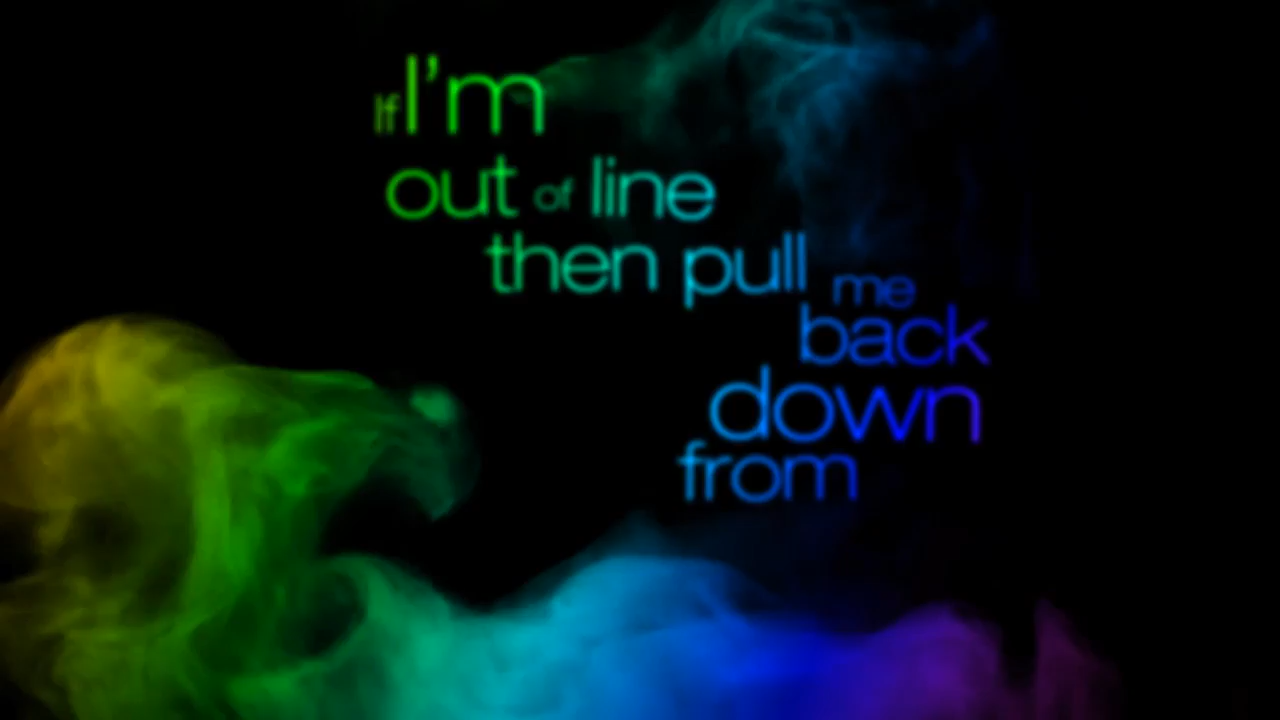 If I'm
out of line
then pull me
back
down
from